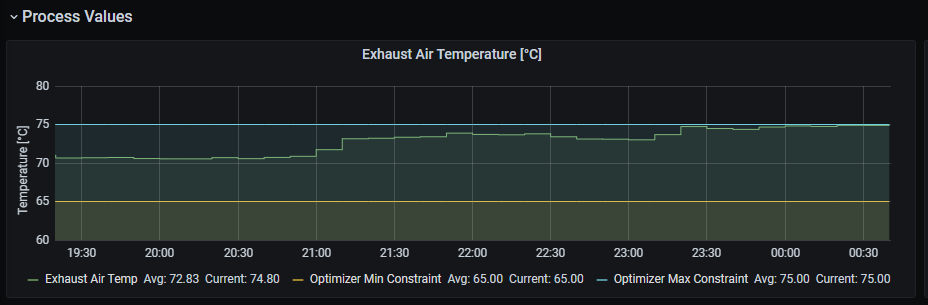 Process Values
Exhaust Air Temperature [°C]
Temperature [°C]
80
75
70
65
60
19:30 20:00 20:30 21:00 21:30 22:00 22:30 23:00 23:30 00:00 00:30
Exhaust Air Temp Avg: 72.83 Current: 74.80 Optimizer Min Constraint Avg: 65.00 Current: 65.00 Optimizer Max Constraint Avg: 75.00 Current: 75.00